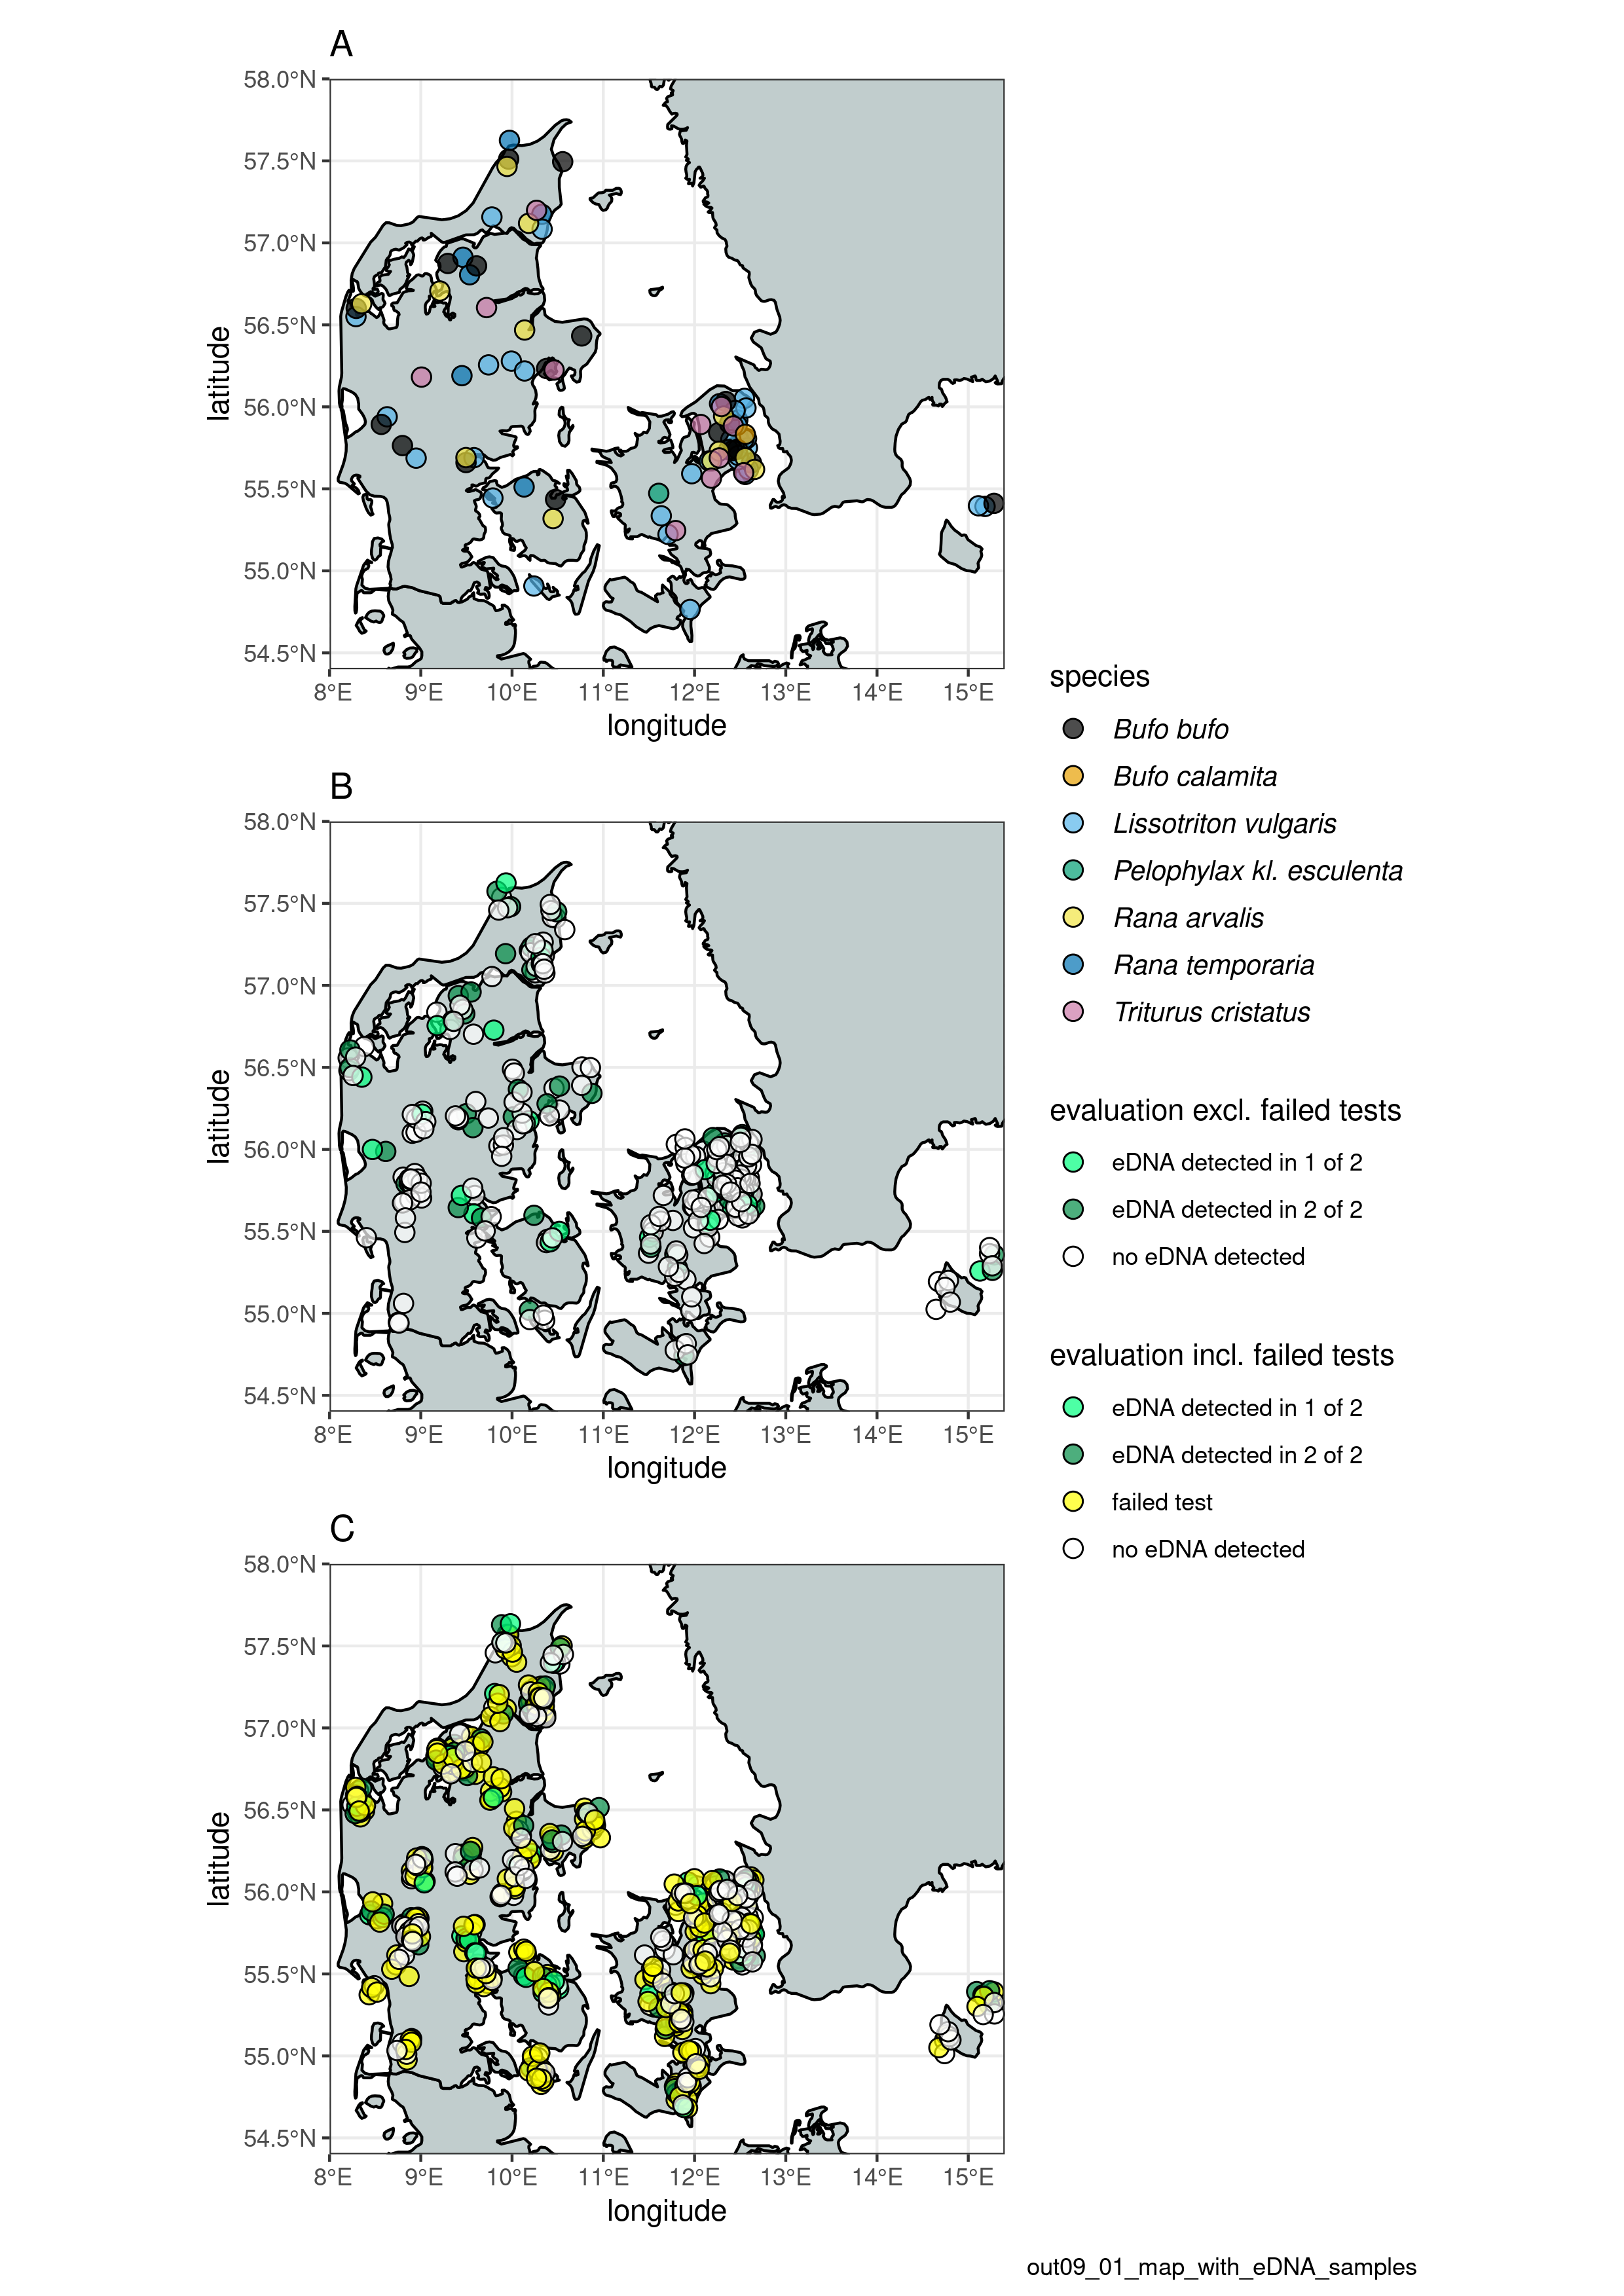 A
58.0°N
57.5°N
57.0°N
56.5°N
56.0°N
55.5°N
55.0°N
54.5°N
latitude
8°E 9°E 10°E 11°E 12°E 13°E 14°E 15°E
longitude
B
58.0°N
57.5°N
57.0°N
56.5°N
56.0°N
55.5°N
55.0°N
54.5°N
latitude
8°E 9°E 10°E 11°E 12°E 13°E 14°E 15°E
longitude
C
58.0°N
57.5°N
57.0°N
56.5°N
56.0°N
55.5°N
55.0°N
54.5°N
latitude
8°E 9°E 10°E 11°E 12°E 13°E 14°E 15°E
longitude
species
Bufo bufo
Bufo calamita
Lissotriton vulgaris
Pelophylax kl. esculenta
Rana arvalis
Rana temporaria
Triturus cristatus
evaluation excl. failed tests
eDNA detected in 1 of 2
eDNA detected in 2 of 2
no eDNA detected
evaluation incl. failed tests
eDNA detected in 1 of 2
eDNA detected in 2 of 2
failed test
no eDNA detected
out09_01_map_with_eDNA_samples